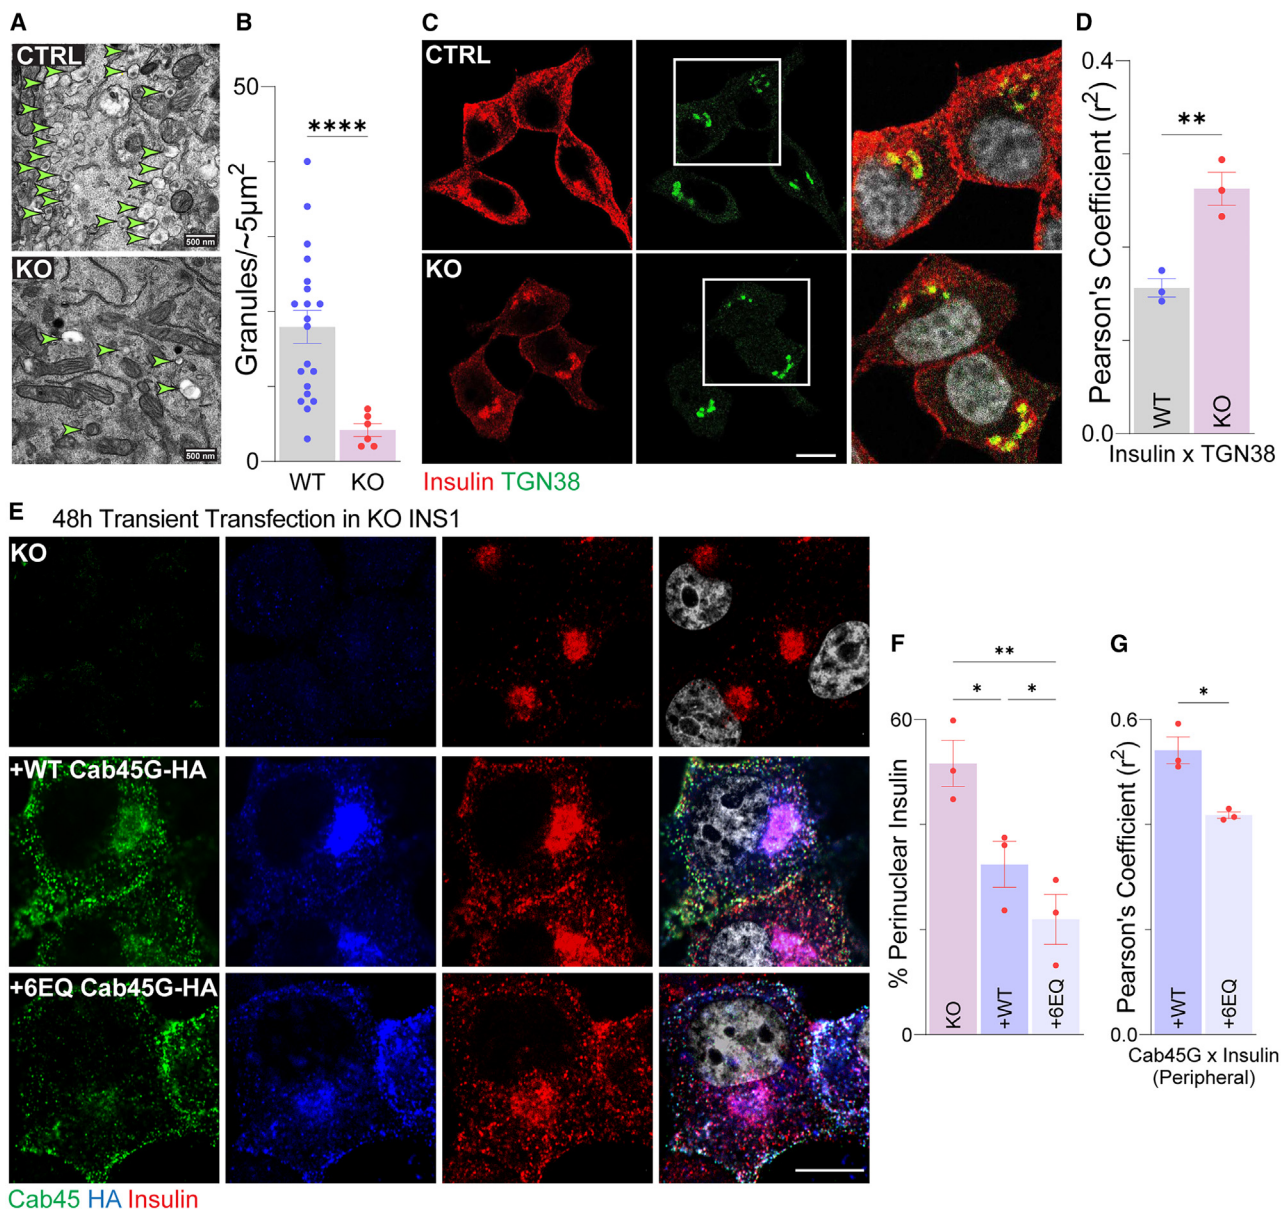 A
CTRL
500 nm
KO
500 nm
B
Granules/~5µm²
50
0
****
WT
KO
C
CTRL
KO
Insulin TGN38
D
Pearson's Coefficient (r²)
0.4
0.0
**
WT
KO
Insulin x TGN38
E
48h Transient Transfection in KO INS1
KO
+WT Cab45G-HA
+6EQ Cab45G-HA
Cab45 HA Insulin
F
% Perinuclear Insulin
60
0
**
*
*
KO
+WT
+6EQ
G
Pearson's Coefficient (r²)
0.6
0.0
*
+WT
+6EQ
Cab45G x Insulin
(Peripheral)